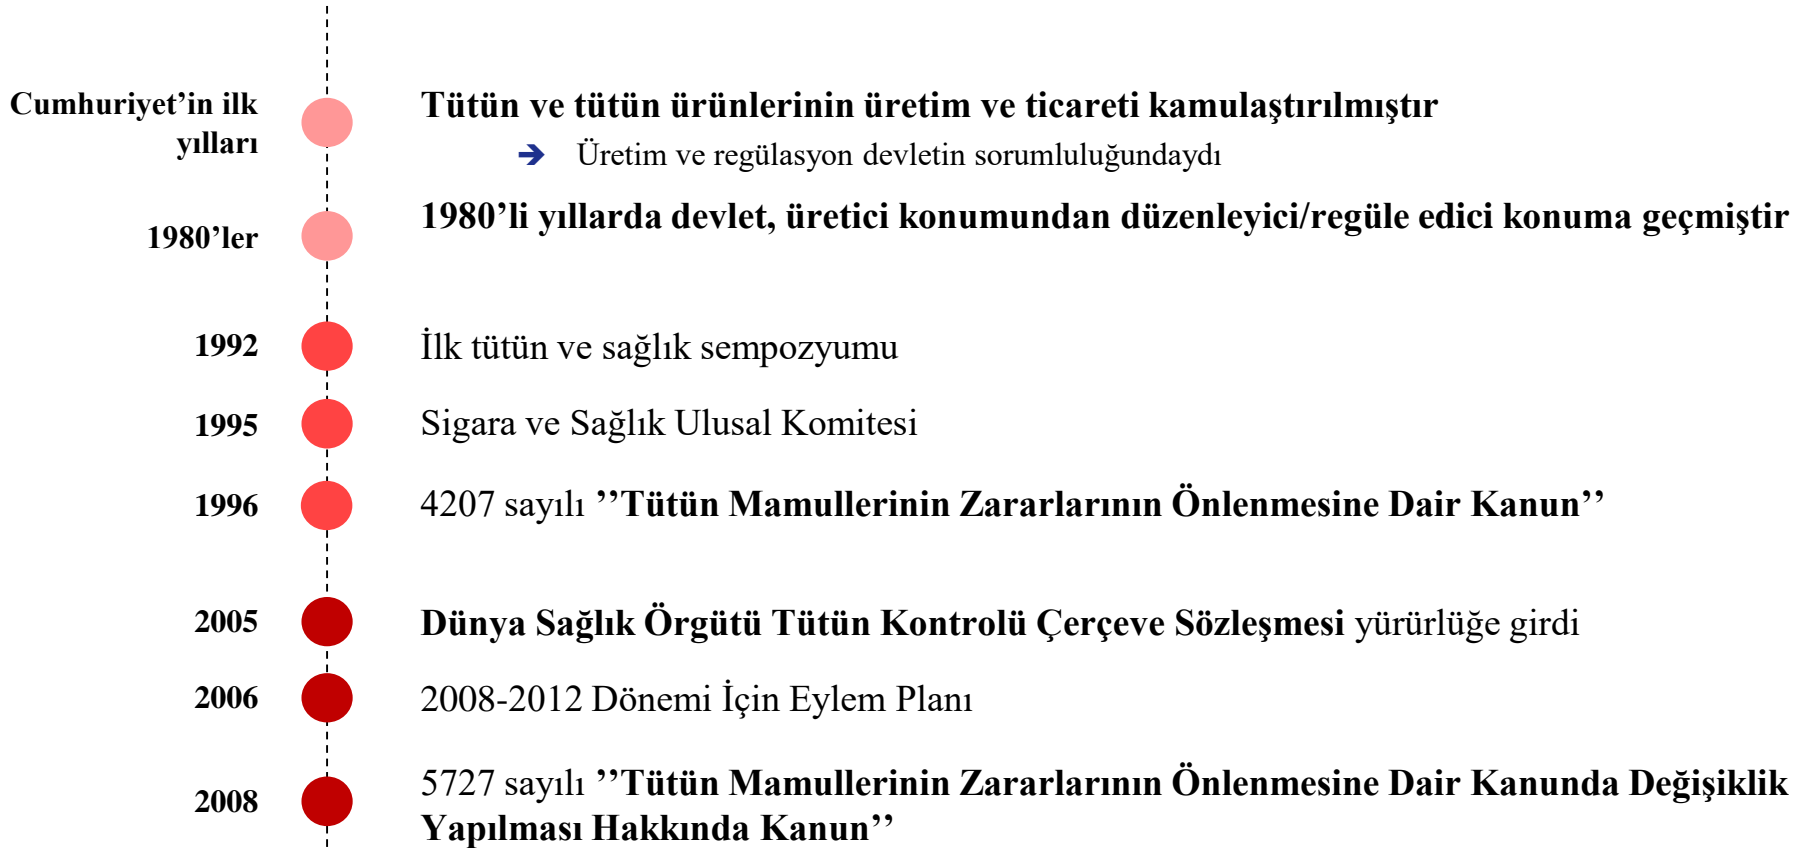 Cumhuriyet’in ilk
yılları
Tütün ve tütün ürünlerinin üretim ve ticareti kamulaştırılmıştır
➔ Üretim ve regülasyon devletin sorumluluğundaydı
1980’ler
1980’li yıllarda devlet, üretici konumundan düzenleyici/regüle edici konuma geçmiştir
1992
İlk tütün ve sağlık sempozyumu
1995
Sigara ve Sağlık Ulusal Komitesi
1996
4207 sayılı ’’Tütün Mamullerinin Zararlarının Önlenmesine Dair Kanun’’
2005
Dünya Sağlık Örgütü Tütün Kontrolü Çerçeve Sözleşmesi yürürlüğe girdi
2006
2008-2012 Dönemi İçin Eylem Planı
2008
5727 sayılı ’’Tütün Mamullerinin Zararlarının Önlenmesine Dair Kanunda Değişiklik
Yapılması Hakkında Kanun’’